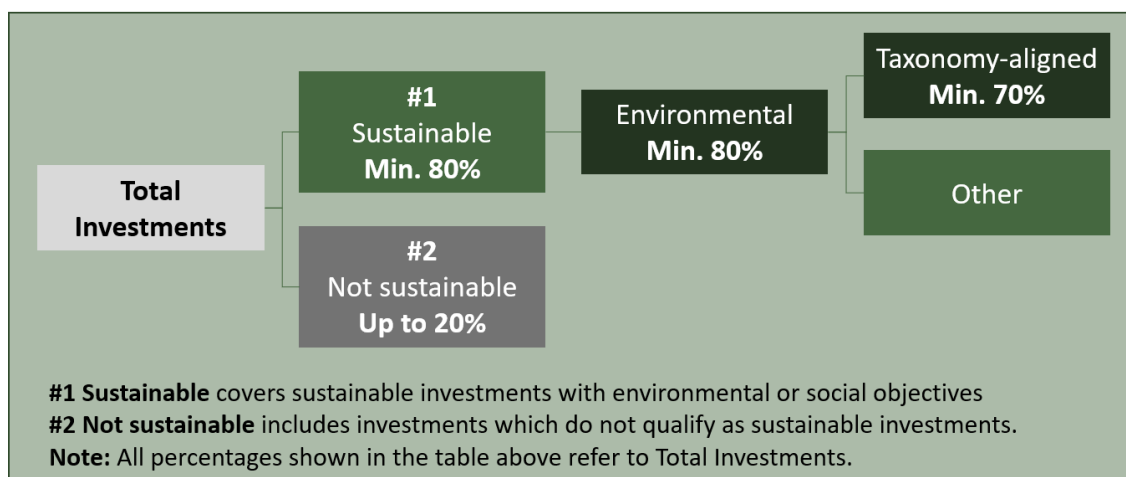 Total
Investments
#1
Sustainable
Min. 80%
#2
Not sustainable
Up to 20%
Environmental
Min. 80%
Taxonomy-aligned
Min. 70%
Other
#1 Sustainable covers sustainable investments with environmental or social objectives
#2 Not sustainable includes investments which do not qualify as sustainable investments.
Note: All percentages shown in the table above refer to Total Investments.